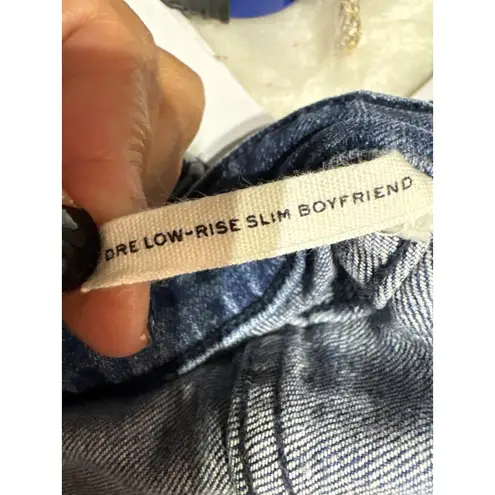 DRE LOW-RISE SLIM BOYFRIEND